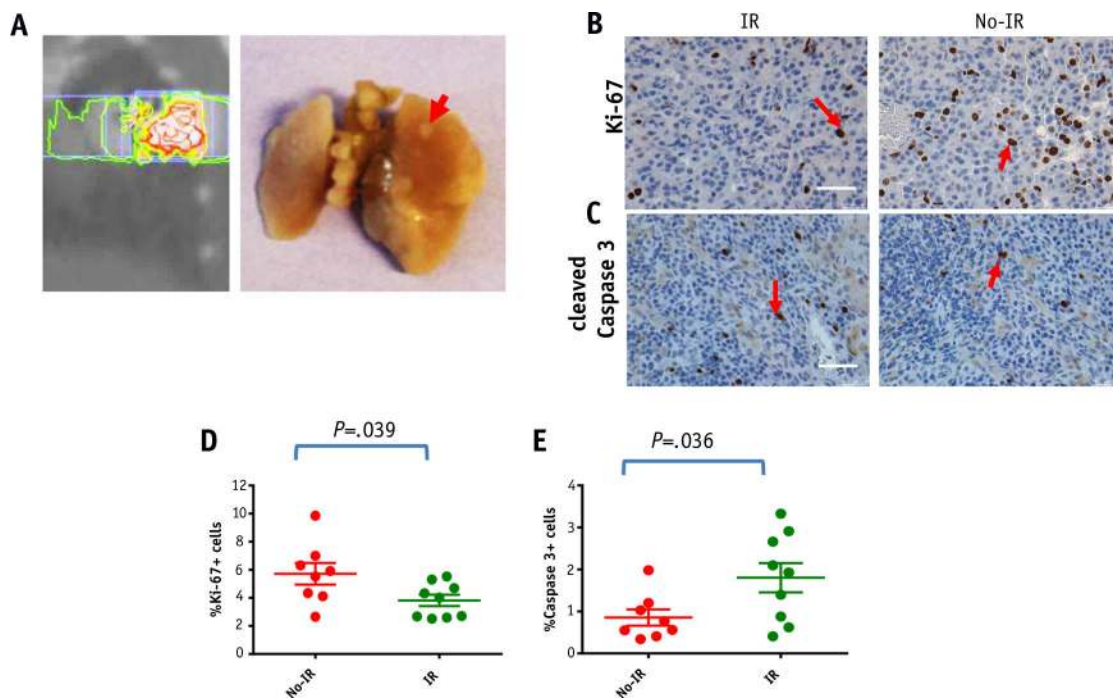 A
B
IR
No-IR
Ki-67
C
cleaved
Caspase 3
D
P=.039
%Ki-67+ cells
12
10
8
6
4
2
0
No-IR
IR
E
P=.036
%Caspase 3+ cells
4
3
2
1
0
No-IR
IR